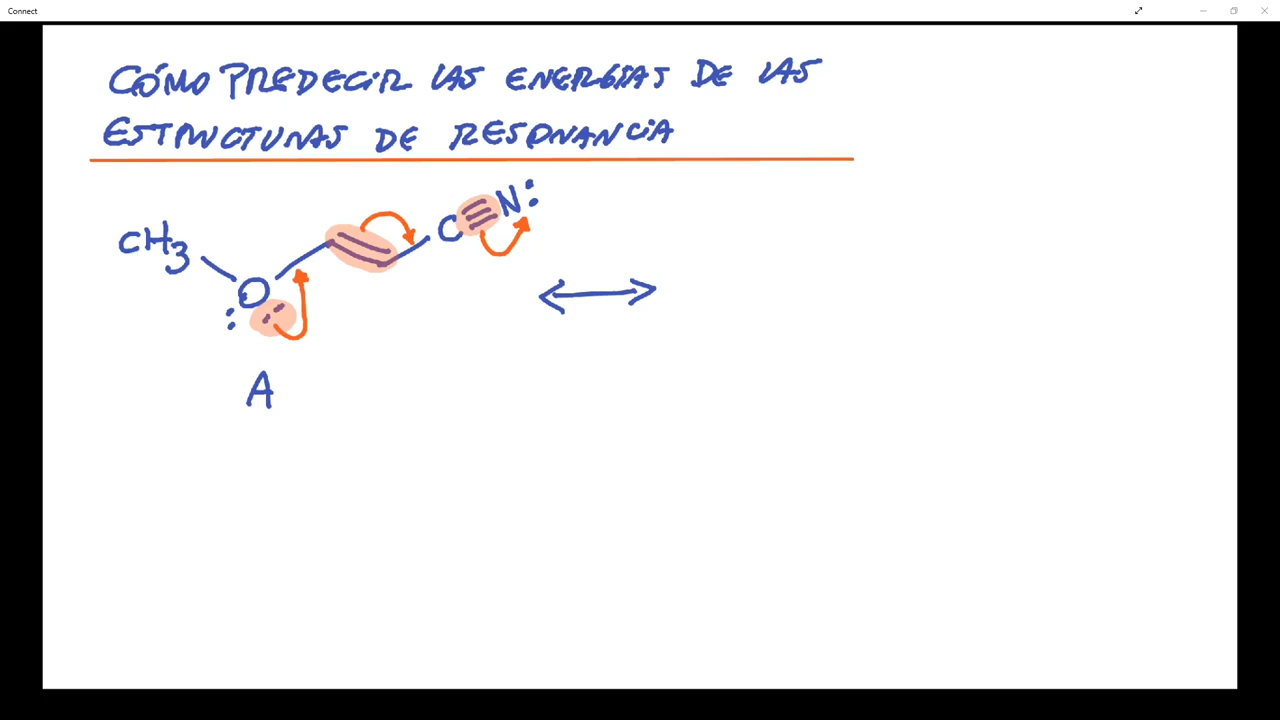 Connect
CÓMO PREDECIR LAS ENERGÍAS DE LAS
ESTRUCTURAS DE RESONANCIA
C≡N:
CH3
O
A